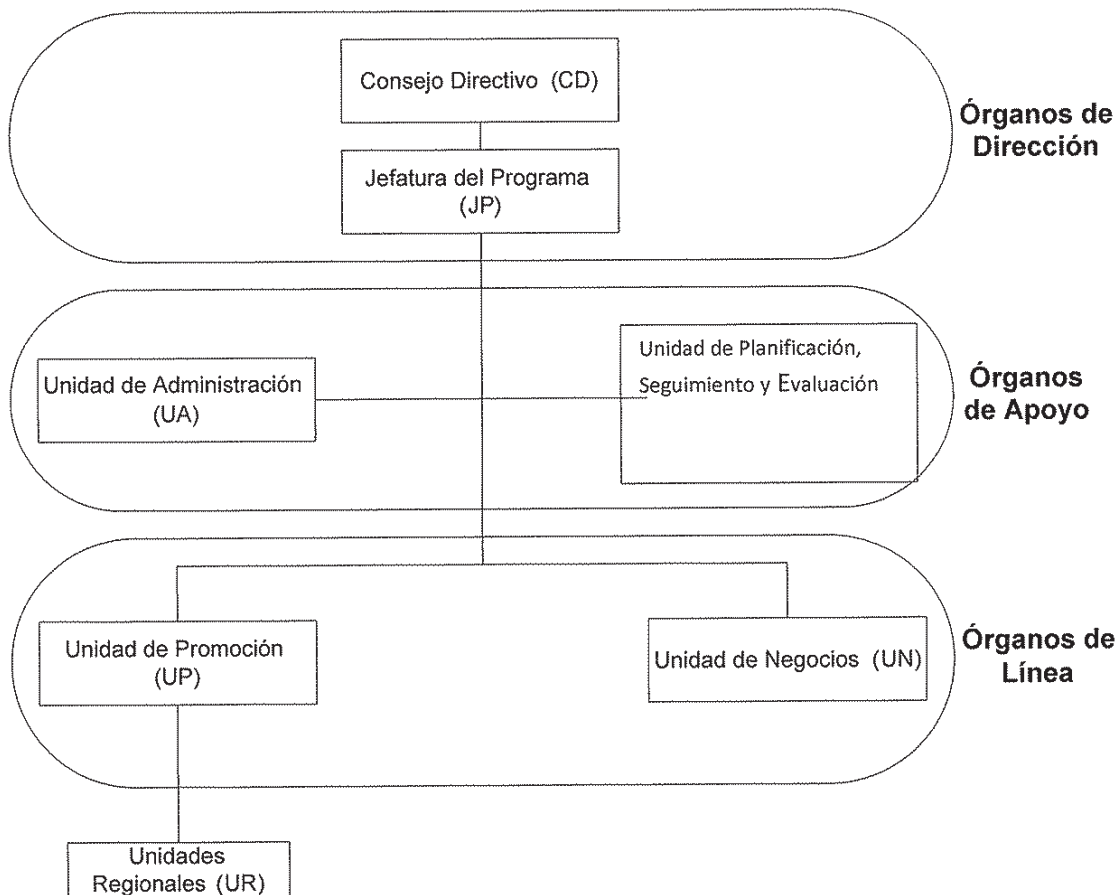 Consejo Directivo (CD)
Jefatura del Programa
(JP)
Órganos de
Dirección
Unidad de Administración
(UA)
Unidad de Planificación,
Seguimiento y Evaluación
Órganos
de Apoyo
Unidad de Promoción
(UP)
Unidad de Negocios (UN)
Órganos de
Línea
Unidades
Regionales (UR)